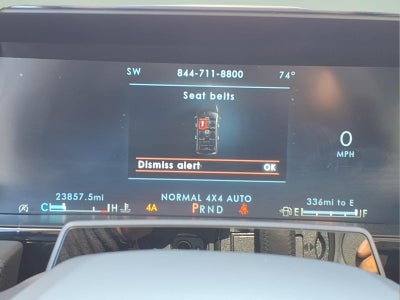 SW 844-711-8800 74°
Seat belts
Dismiss alert OK
0
MPH
23857.5mi NORMAL 4X4 AUTO 336mi to E
C H 4A PRND E F